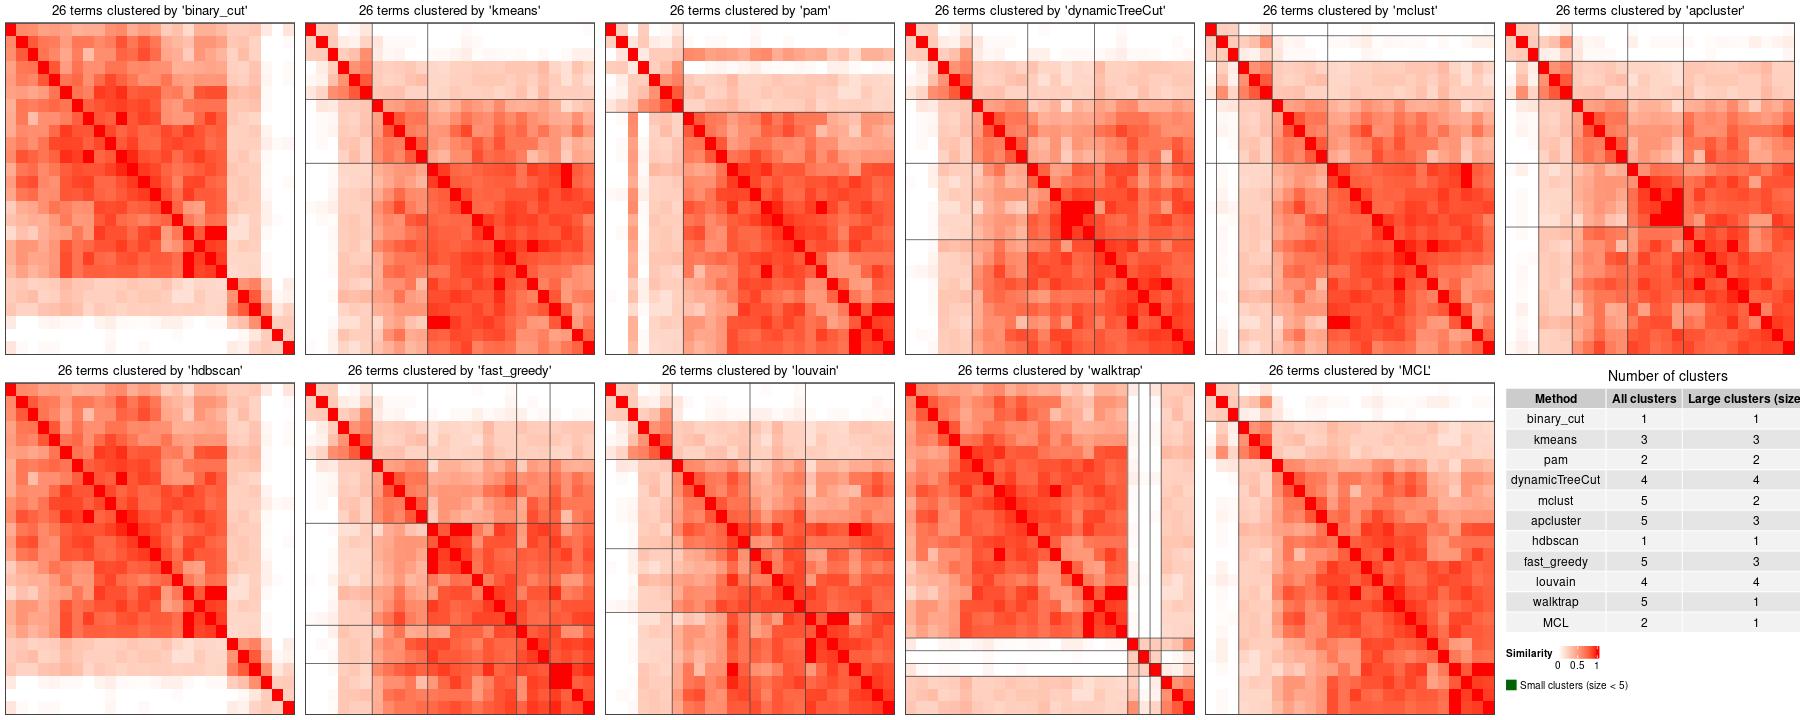 26 terms clustered by 'binary_cut'
26 terms clustered by 'kmeans'
26 terms clustered by 'pam'
26 terms clustered by 'dynamicTreeCut'
26 terms clustered by 'mclust'
26 terms clustered by 'apcluster'
26 terms clustered by 'hdbscan'
26 terms clustered by 'fast_greedy'
26 terms clustered by 'louvain'
26 terms clustered by 'walktrap'
26 terms clustered by 'MCL'
Number of clusters
Method All clusters Large clusters (size
binary_cut 1 1
kmeans 3 3
pam 2 2
dynamicTreeCut 4 4
mclust 5 2
apcluster 5 3
hdbscan 1 1
fast_greedy 5 3
louvain 4 4
walktrap 5 1
MCL 2 1
Similarity
0 0.5 1
Small clusters (size < 5)